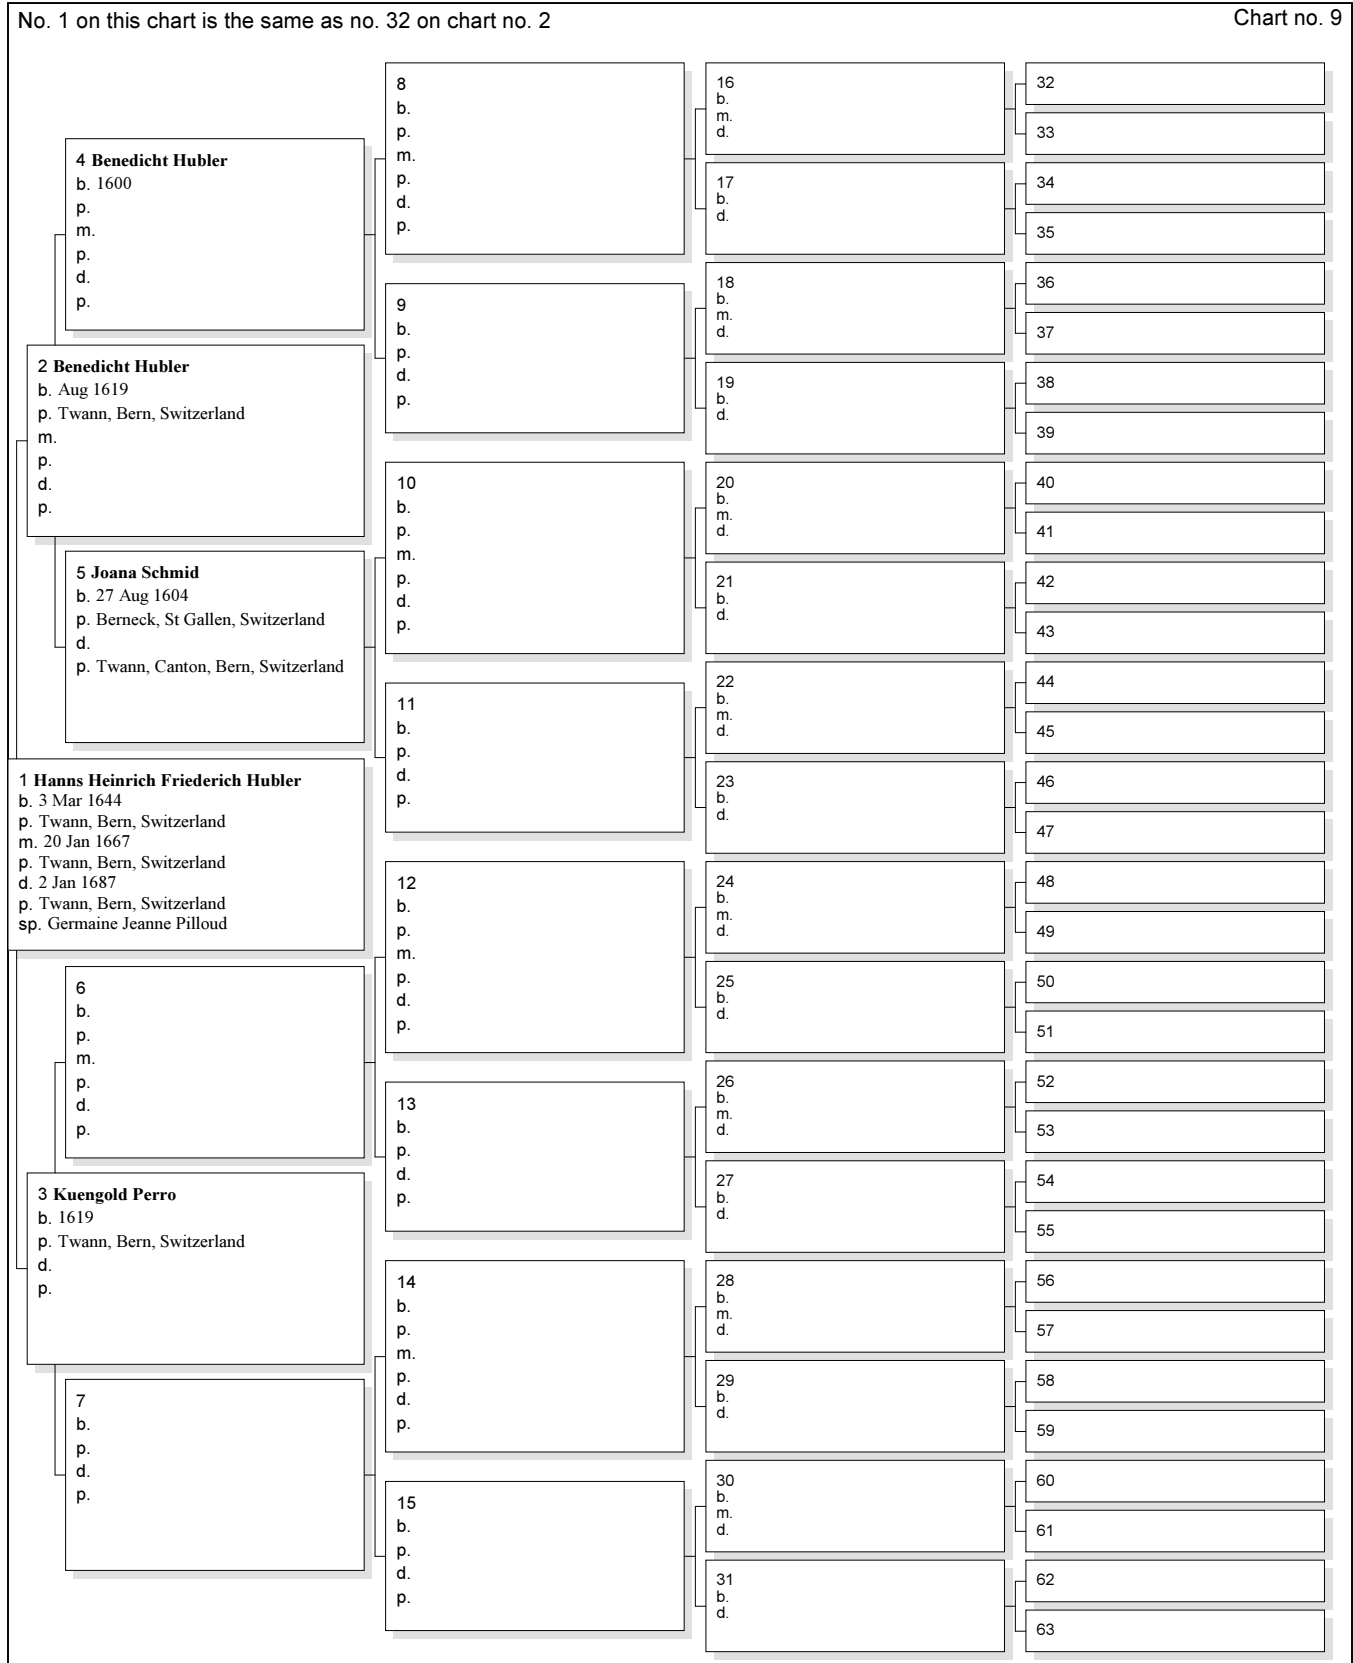 No. 1 on this chart is the same as no. 32 on chart no. 2
Chart no. 9
4 Benedicht Hubler
b. 1600
p.
m.
p.
d.
p.
2 Benedicht Hubler
b. Aug 1619
p. Twann, Bern, Switzerland
m.
p.
d.
p.
5 Joana Schmid
b. 27 Aug 1604
p. Berneck, St Gallen, Switzerland
d.
p. Twann, Canton, Bern, Switzerland
1 Hanns Heinrich Friederich Hubler
b. 3 Mar 1644
p. Twann, Bern, Switzerland
m. 20 Jan 1667
p. Twann, Bern, Switzerland
d. 2 Jan 1687
p. Twann, Bern, Switzerland
sp. Germaine Jeanne Pilloud
6
b.
p.
m.
p.
d.
p.
3 Kuengold Perro
b. 1619
p. Twann, Bern, Switzerland
d.
p.
7
b.
p.
d.
p.
8
b.
p.
m.
p.
d.
p.
9
b.
p.
d.
p.
10
b.
p.
m.
p.
d.
p.
11
b.
p.
d.
p.
12
b.
p.
m.
p.
d.
p.
13
b.
p.
d.
p.
14
b.
p.
m.
p.
d.
p.
15
b.
p.
d.
p.
16
b.
m.
d.
17
b.
d.
18
b.
m.
d.
19
b.
d.
20
b.
m.
d.
21
b.
d.
22
b.
m.
d.
23
b.
d.
24
b.
m.
d.
25
b.
d.
26
b.
m.
d.
27
b.
d.
28
b.
m.
d.
29
b.
d.
30
b.
m.
d.
31
b.
d.
32
33
34
35
36
37
38
39
40
41
42
43
44
45
46
47
48
49
50
51
52
53
54
55
56
57
58
59
60
61
62
63